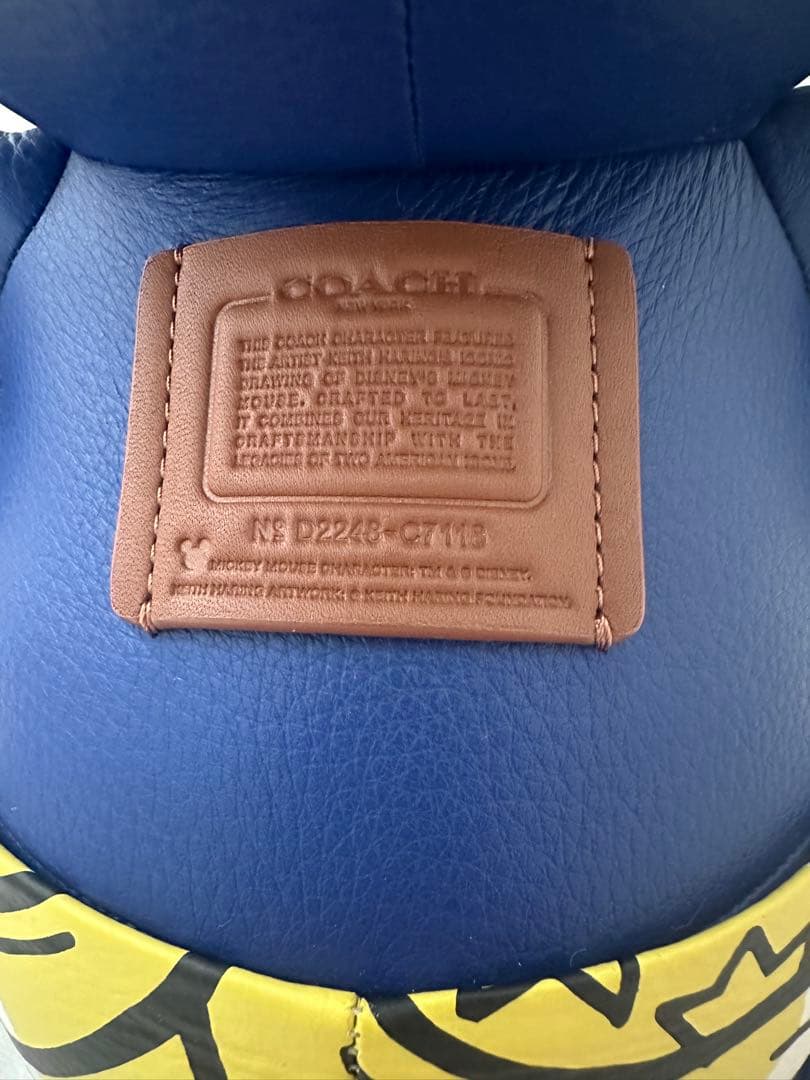 COACH
NEW YORK
THIS COACH CHARACTER FEATURES
THE ARTIST KEITH HARING'S ICONIC
DRAWING OF DISNEY'S MICKEY
MOUSE. CRAFTED TO LAST,
IT COMBINES OUR HERITAGE IN
CRAFTSMANSHIP WITH THE
LEGACIES OF TWO AMERICAN ICONS.
Nº D2248-C7118
MICKEY MOUSE CHARACTER: TM & © DISNEY.
KEITH HARING ARTWORK: © KEITH HARING FOUNDATION.